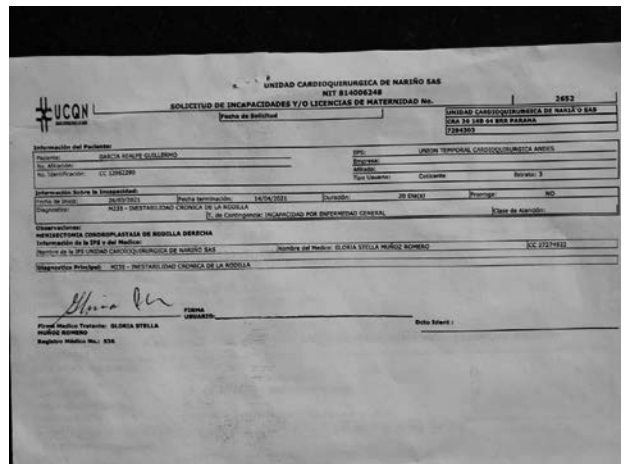 UNIDAD CARDIOQUIRURGICA DE NARIÑO SAS
NIT 814006248
SOLICITUD DE INCAPACIDADES Y/O LICENCIAS DE MATERNIDAD No. 2652
UCQN
Fecha de Solicitud
UNIDAD CARDIOQUIRURGICA DE NARIÑO SAS
CRA 36 16B 64 BRR PARANA
7284303
Información del Paciente:
Paciente: GARCIA REALPE GUILLERMO EPS: UNION TEMPORAL CARDIOQUIRURGICA ANDES
No. Afiliación: Empresa:
No. Identificación: CC 12962280 Afiliado:
Tipo Usuario: Cotizante Estrato: 3
Información Sobre la Incapacidad:
Fecha de Inicio: 26/03/2021 Fecha terminación: 14/04/2021 Duración: 20 Dia(s) Prorroga: NO
Diagnostico: M235 - INESTABILIDAD CRONICA DE LA RODILLA
T. de Contingencia: INCAPACIDAD POR ENFERMEDAD GENERAL Clase de Atención:
Observaciones:
MENISECTOMIA CONDROPLASTAIA DE RODILLA DERECHA
Información de la IPS o del Medico:
Nombre de la IPS UNIDAD CARDIOQUIRURGICA DE NARIÑO SAS Nombre del Medico: GLORIA STELLA MUÑOZ ROMERO CC 27274922
Diagnostico Principal: M235 - INESTABILIDAD CRONICA DE LA RODILLA
Gloria
FIRMA
USUARIO:
Firma Medico Tratante: GLORIA STELLA
MUÑOZ ROMERO
Dcto Ident :
Registro Médico No.: 536